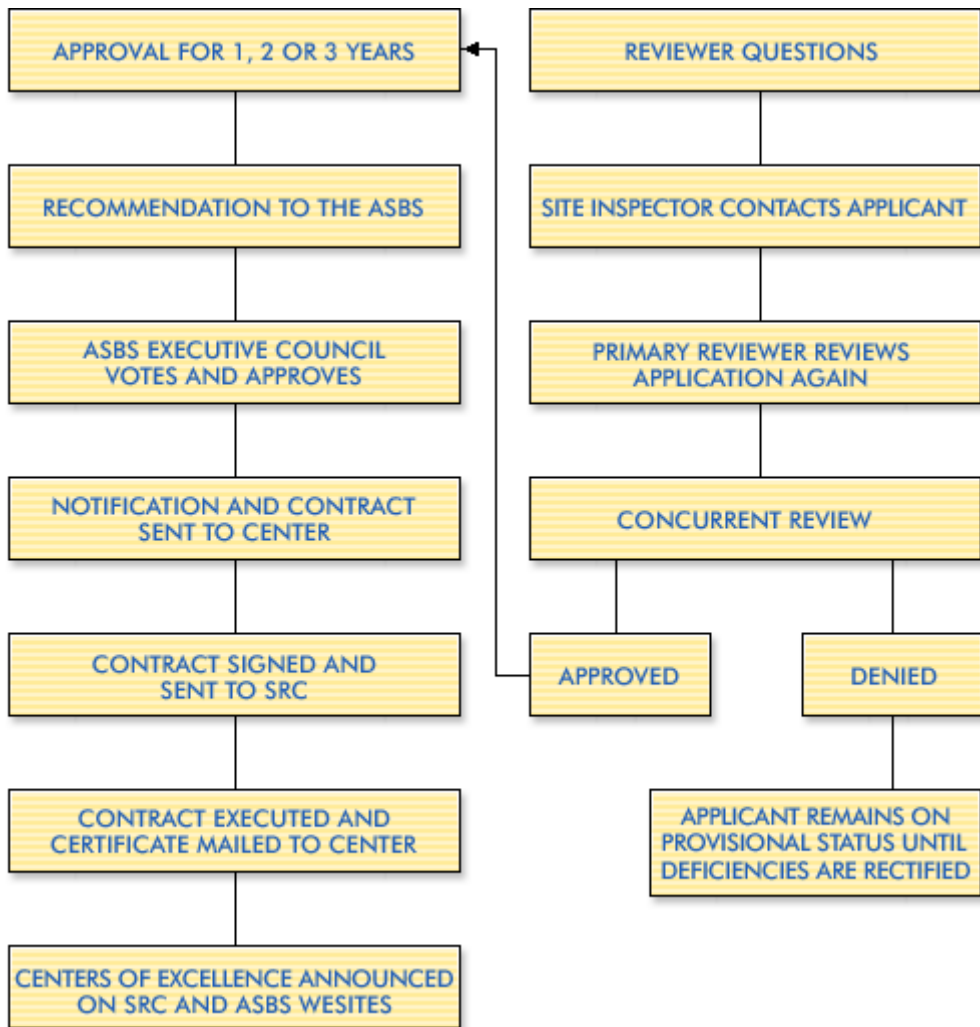 APPROVAL FOR 1, 2 OR 3 YEARS
RECOMMENDATION TO THE ASBS
ASBS EXECUTIVE COUNCIL
VOTES AND APPROVES
NOTIFICATION AND CONTRACT
SENT TO CENTER
CONTRACT SIGNED AND
SENT TO SRC
CONTRACT EXECUTED AND
CERTIFICATE MAILED TO CENTER
CENTERS OF EXCELLENCE ANNOUNCED
ON SRC AND ASBS WESITES
REVIEWER QUESTIONS
SITE INSPECTOR CONTACTS APPLICANT
PRIMARY REVIEWER REVIEWS
APPLICATION AGAIN
CONCURRENT REVIEW
APPROVED
DENIED
APPLICANT REMAINS ON
PROVISIONAL STATUS UNTIL
DEFICIENCIES ARE RECTIFIED